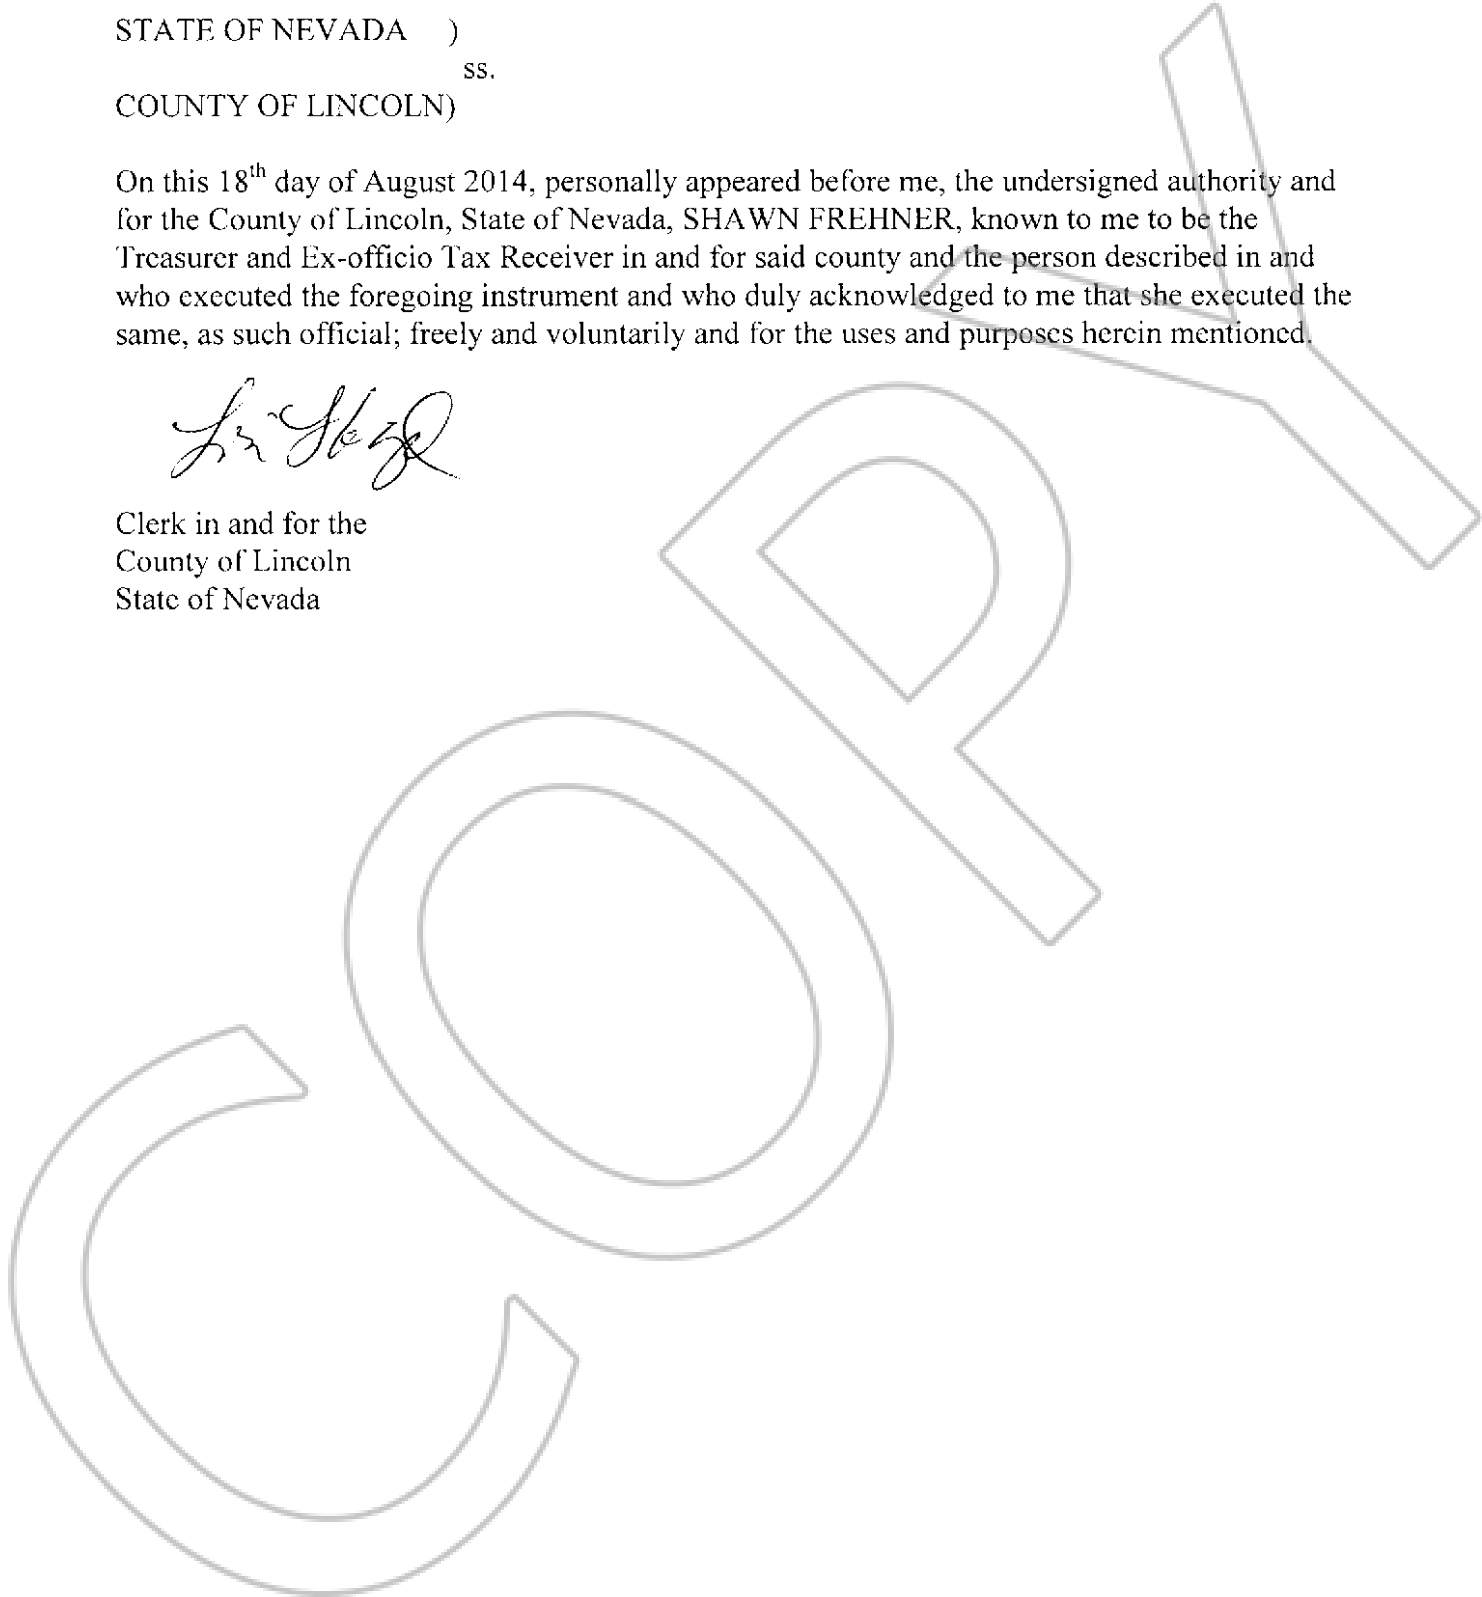 STATE OF NEVADA )
ss.
COUNTY OF LINCOLN)
On this 18th day of August 2014, personally appeared before me, the undersigned authority and
for the County of Lincoln, State of Nevada, SHAWN FREHNER, known to me to be the
Treasurer and Ex-officio Tax Receiver in and for said county and the person described in and
who executed the foregoing instrument and who duly acknowledged to me that she executed the
same, as such official; freely and voluntarily and for the uses and purposes herein mentioned.
Clerk in and for the
County of Lincoln
State of Nevada
COPY